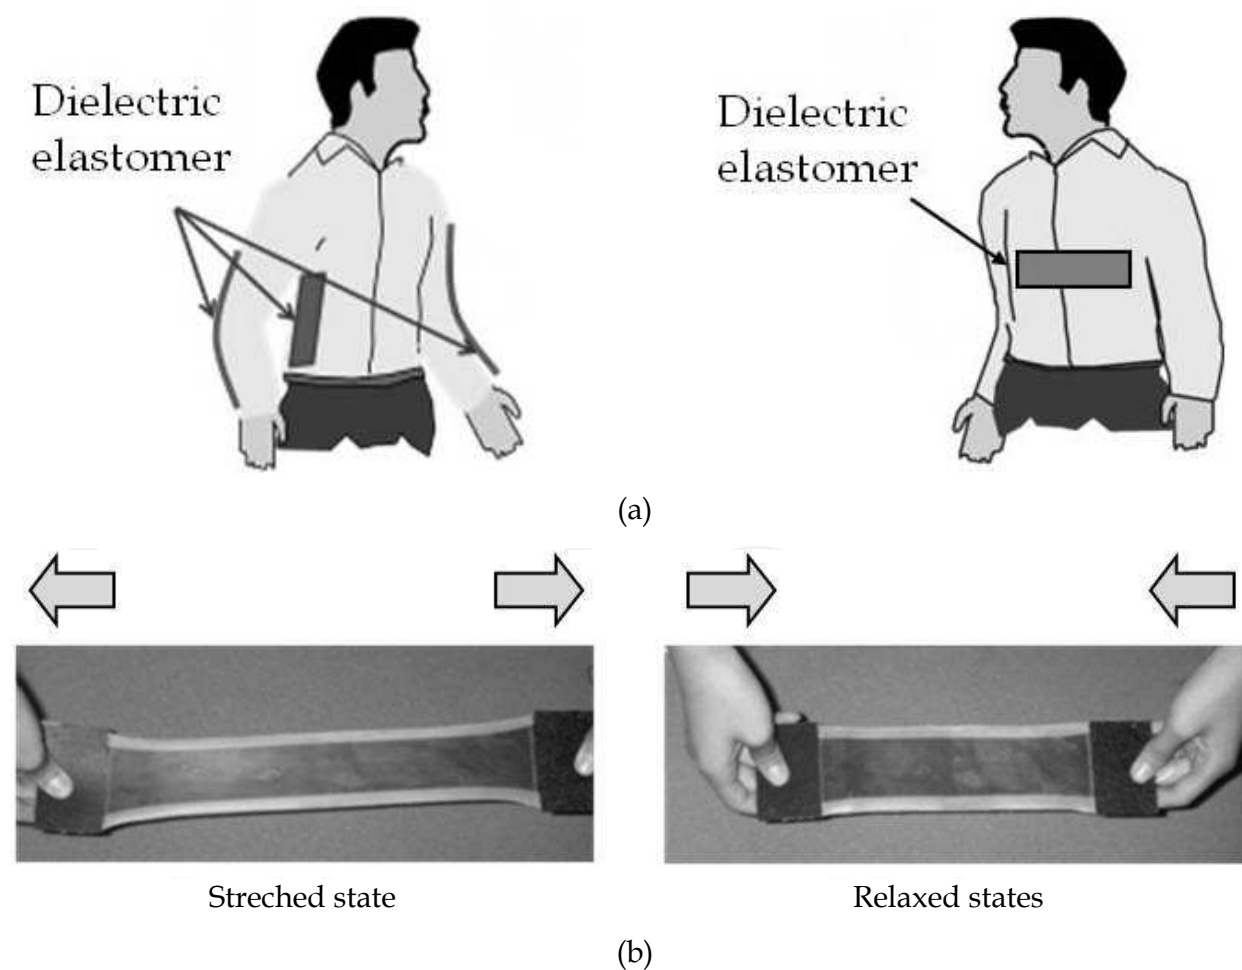 Dielectric
elastomer
Dielectric
elastomer
(a)
Streched state
Relaxed states
(b)